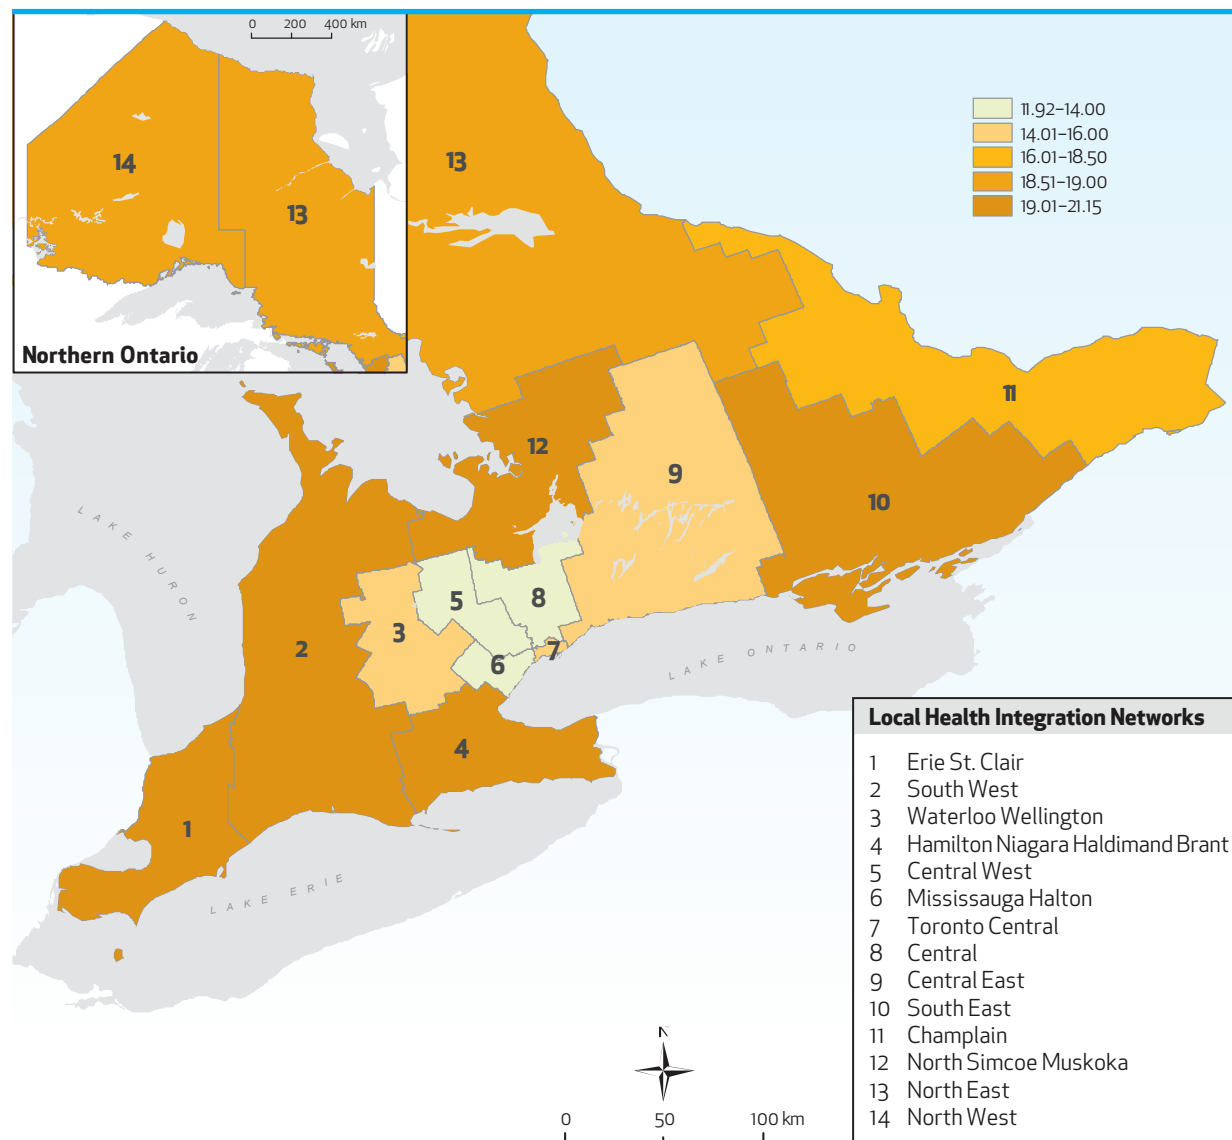 0 200 400 km
14
13
Northern Ontario
13
11.92–14.00
14.01–16.00
16.01–18.50
18.51–19.00
19.01–21.15
11
12
9
10
5
8
3
2
7
6
4
1
LAKE HURON
LAKE ONTARIO
LAKE ERIE
Local Health Integration Networks
1 Erie St. Clair
2 South West
3 Waterloo Wellington
4 Hamilton Niagara Haldimand Brant
5 Central West
6 Mississauga Halton
7 Toronto Central
8 Central
9 Central East
10 South East
11 Champlain
12 North Simcoe Muskoka
13 North East
14 North West
N
0 50 100 km